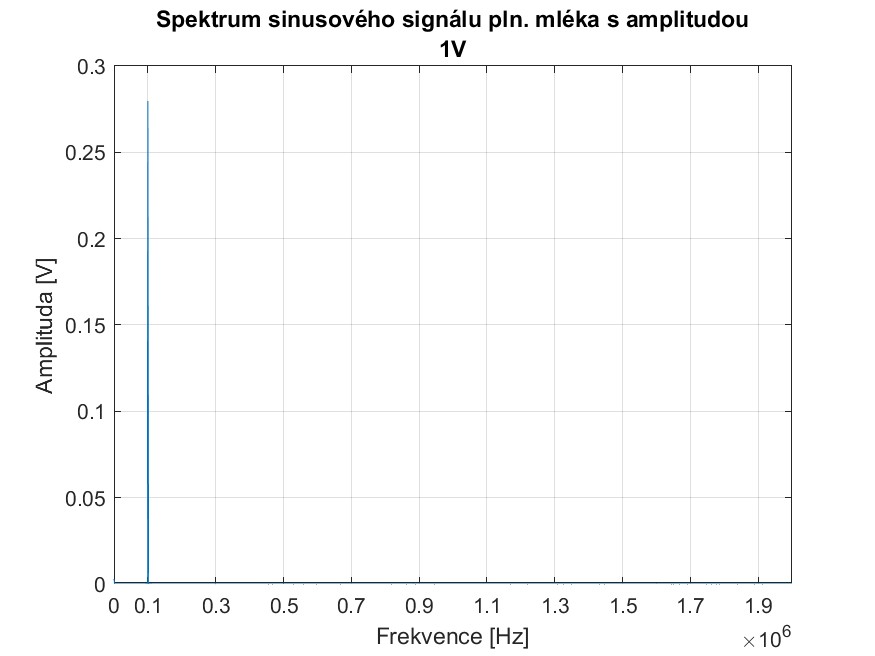 Spektrum sinusového signálu pln. mléka s amplitudou
1V
0.3
0.25
0.2
0.15
0.1
0.05
0
Amplituda [V]
0 0.1 0.3 0.5 0.7 0.9 1.1 1.3 1.5 1.7 1.9
Frekvence [Hz]
×10⁶